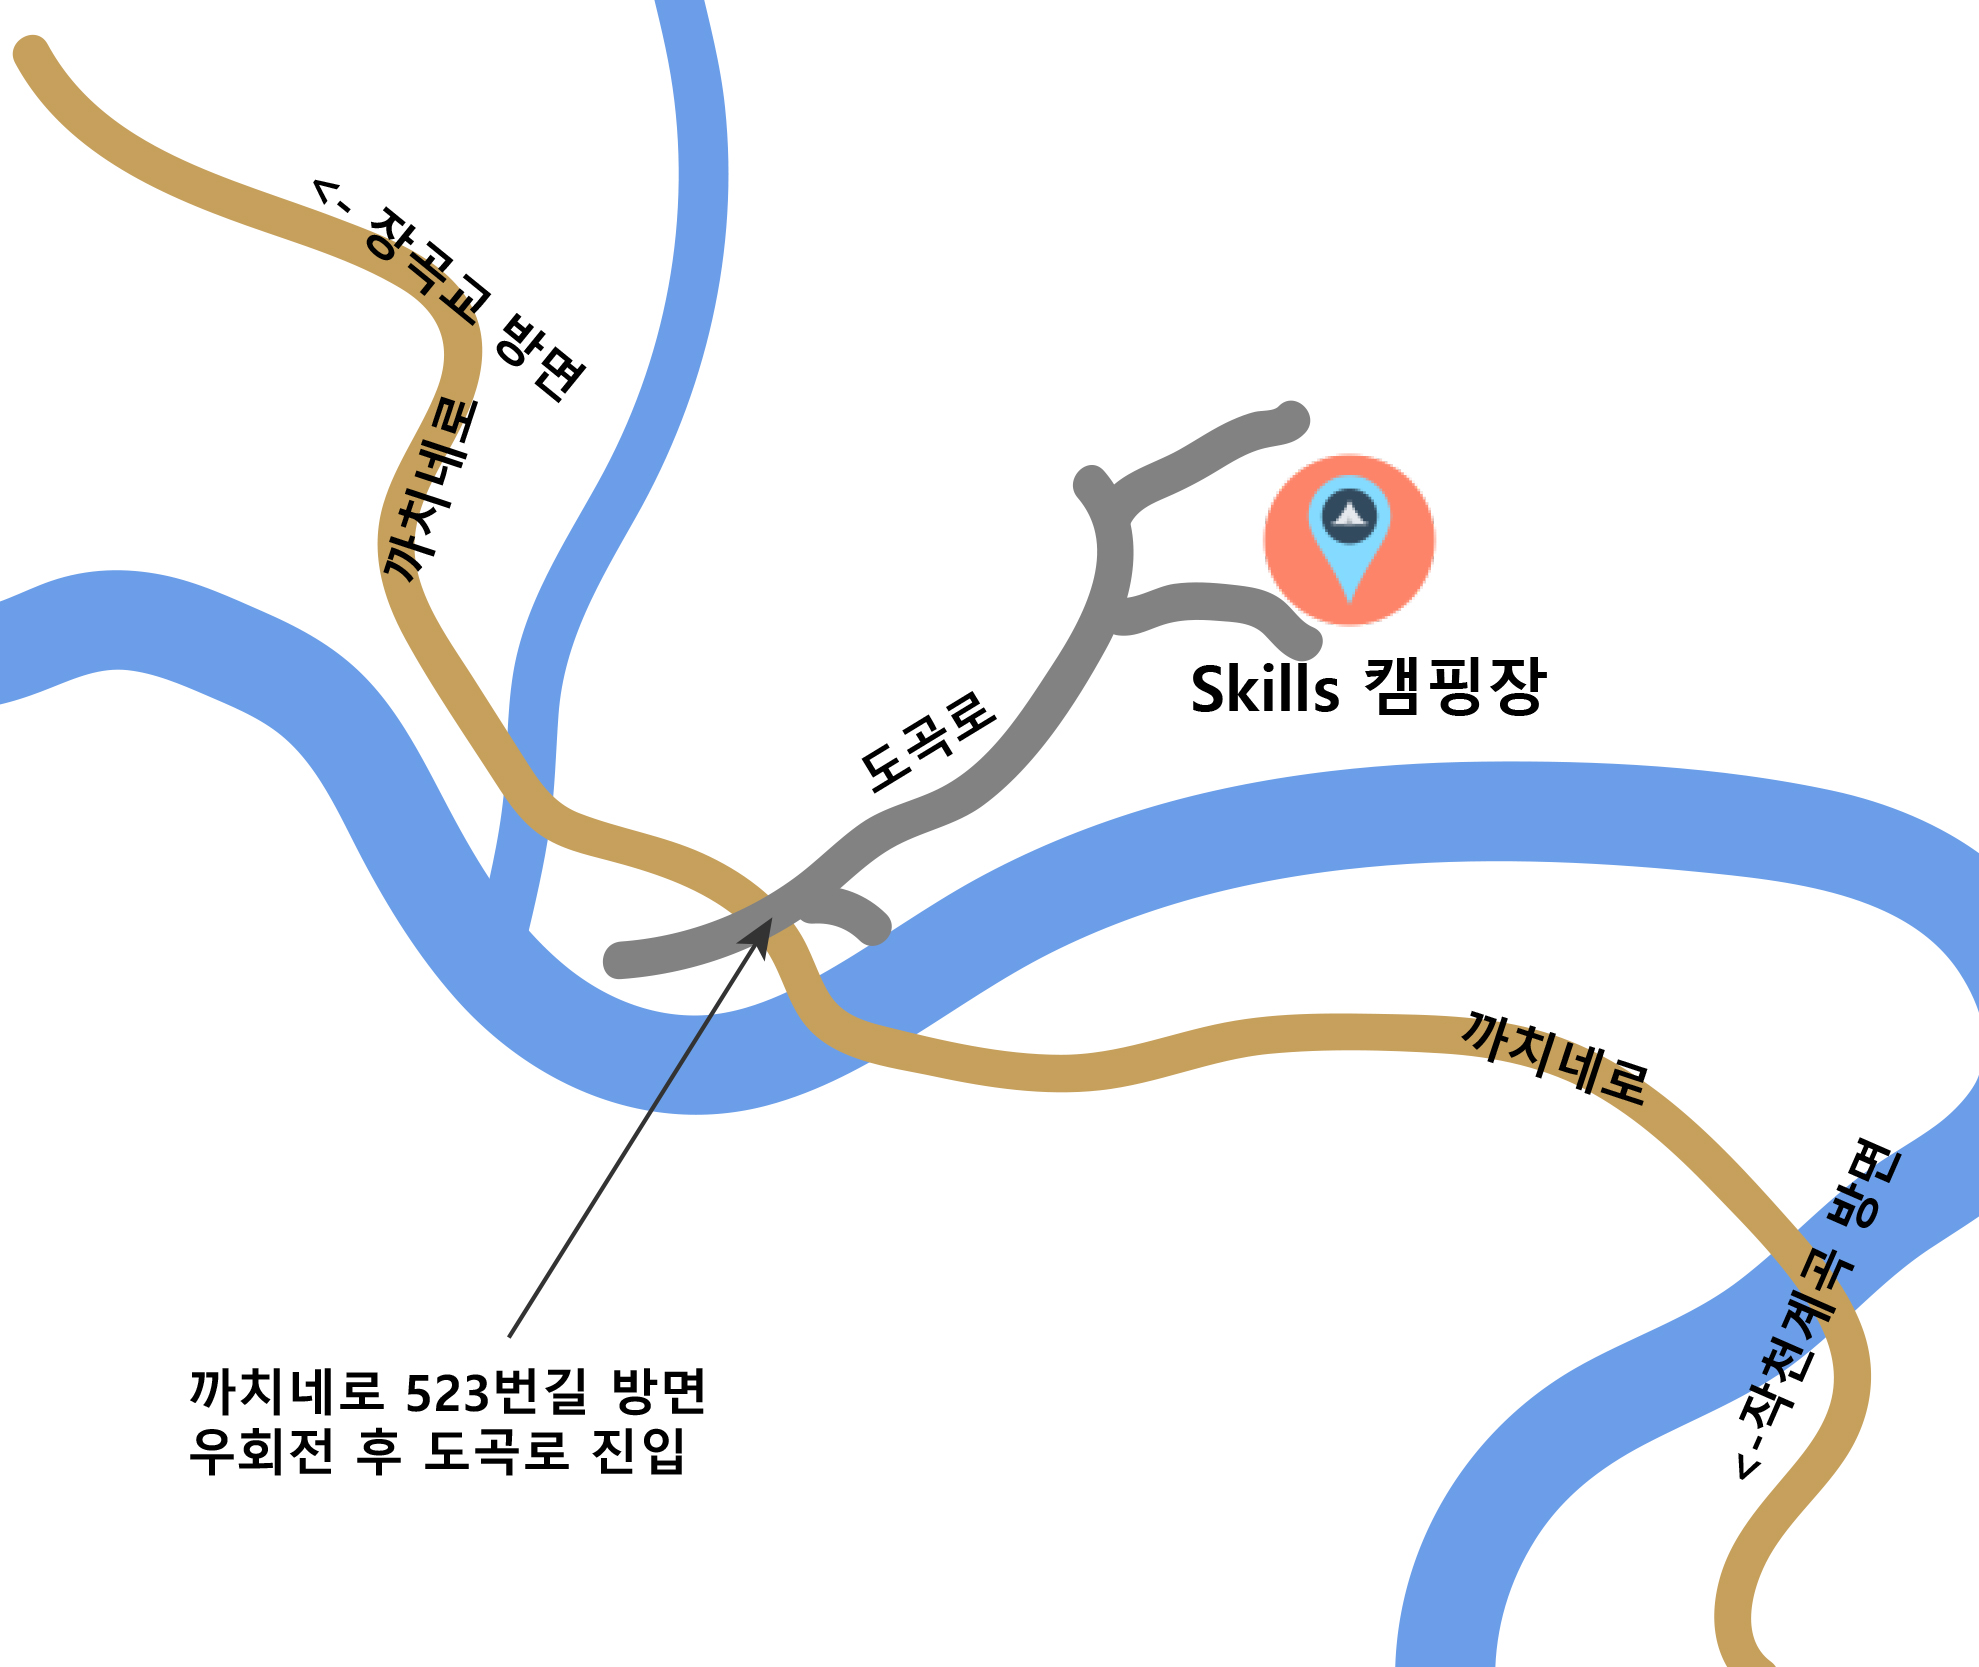 <- 장곡교 방면
까치네로
Skills 캠핑장
도곡로
까치네로
<-자천계곡 방면
까치네로 523번길 방면
우회전 후 도곡로 진입